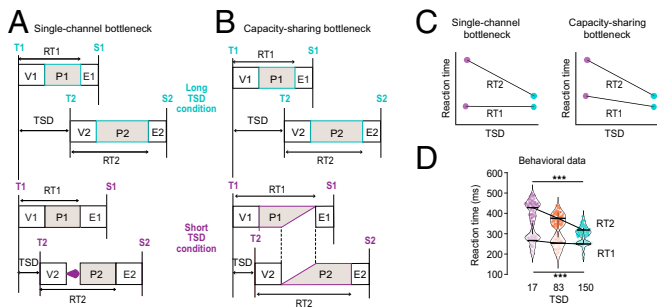 A
Single-channel bottleneck
T1
S1
RT1
V1
P1
E1
T2
S2
TSD
V2
P2
E2
RT2
Long
TSD
condition
T1
S1
RT1
V1
P1
E1
T2
S2
TSD
V2
P2
E2
RT2
Short
TSD
condition
B
Capacity-sharing bottleneck
T1
S1
RT1
V1
P1
E1
T2
S2
TSD
V2
P2
E2
RT2
T1
S1
RT1
V1
P1
E1
T2
S2
TSD
V2
P2
E2
RT2
C
Single-channel
bottleneck
Capacity-sharing
bottleneck
Reaction time
RT2
RT1
TSD
RT2
RT1
TSD
D
Behavioral data
Reaction time (ms)
600
500
400
300
200
100
***
RT2
RT1
***
17 83 150
TSD